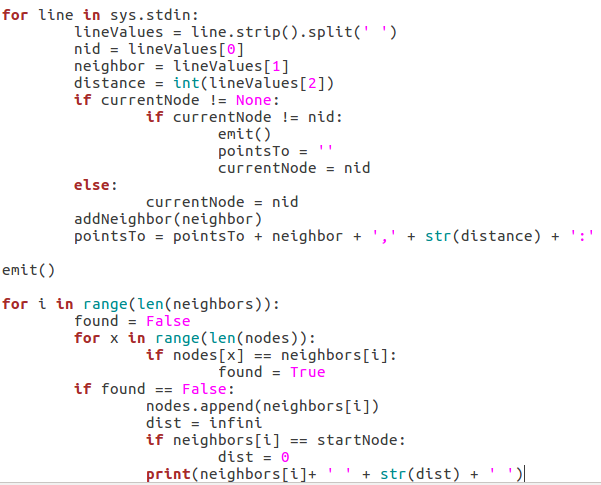 for line in sys.stdin:
        lineValues = line.strip().split(' ')
        nid = lineValues[0]
        neighbor = lineValues[1]
        distance = int(lineValues[2])
        if currentNode != None:
                if currentNode != nid:
                        emit()
                        pointsTo = ''
                        currentNode = nid
        else:
                currentNode = nid
        addNeighbor(neighbor)
        pointsTo = pointsTo + neighbor + ',' + str(distance) + ':'

emit()

for i in range(len(neighbors)):
        found = False
        for x in range(len(nodes)):
                if nodes[x] == neighbors[i]:
                        found = True
        if found == False:
                nodes.append(neighbors[i])
                dist = infini
                if neighbors[i] == startNode:
                        dist = 0
                print(neighbors[i]+ ' ' + str(dist) + ' ')